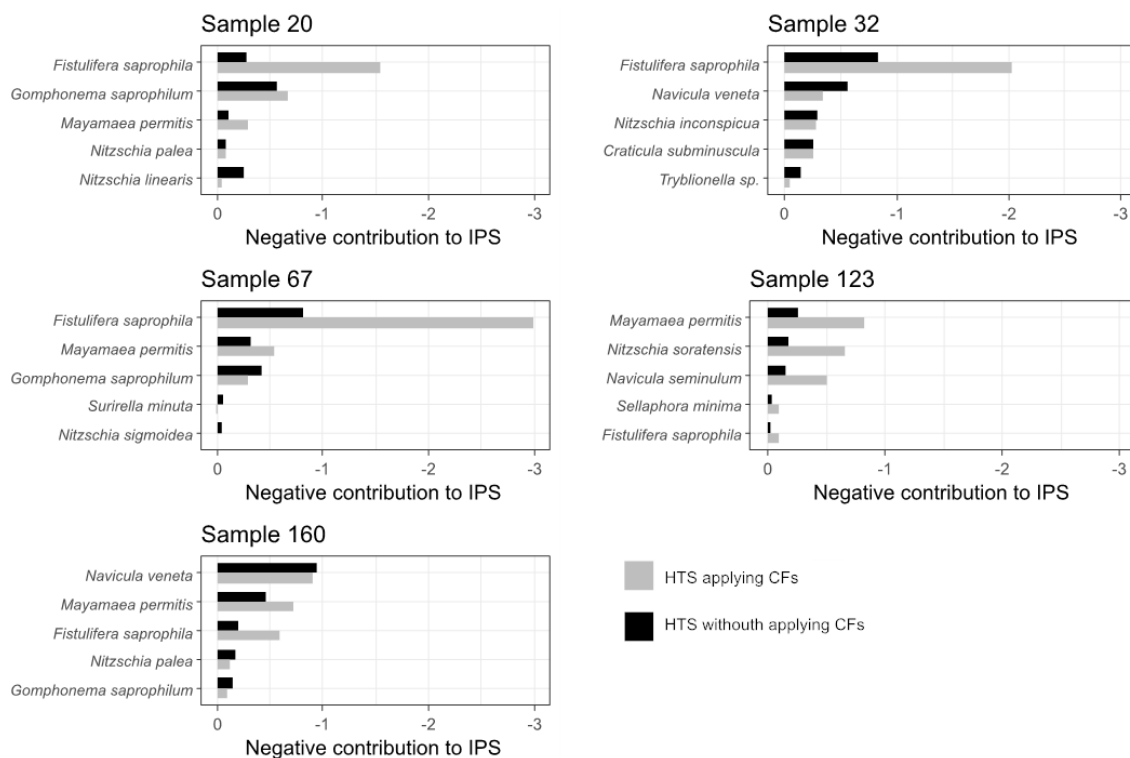 Sample 20
Fistulifera saprophila
Gomphonema saprophilum
Mayamaea permitis
Nitzschia palea
Nitzschia linearis
0 -1 -2 -3
Negative contribution to IPS
Sample 32
Fistulifera saprophila
Navicula veneta
Nitzschia inconspicua
Craticula subminuscula
Tryblionella sp.
0 -1 -2 -3
Negative contribution to IPS
Sample 67
Fistulifera saprophila
Mayamaea permitis
Gomphonema saprophilum
Surirella minuta
Nitzschia sigmoidea
0 -1 -2 -3
Negative contribution to IPS
Sample 123
Mayamaea permitis
Nitzschia soratensis
Navicula seminulum
Sellaphora minima
Fistulifera saprophila
0 -1 -2 -3
Negative contribution to IPS
Sample 160
Navicula veneta
Mayamaea permitis
Fistulifera saprophila
Nitzschia palea
Gomphonema saprophilum
0 -1 -2 -3
Negative contribution to IPS
HTS applying CFs
HTS withouth applying CFs